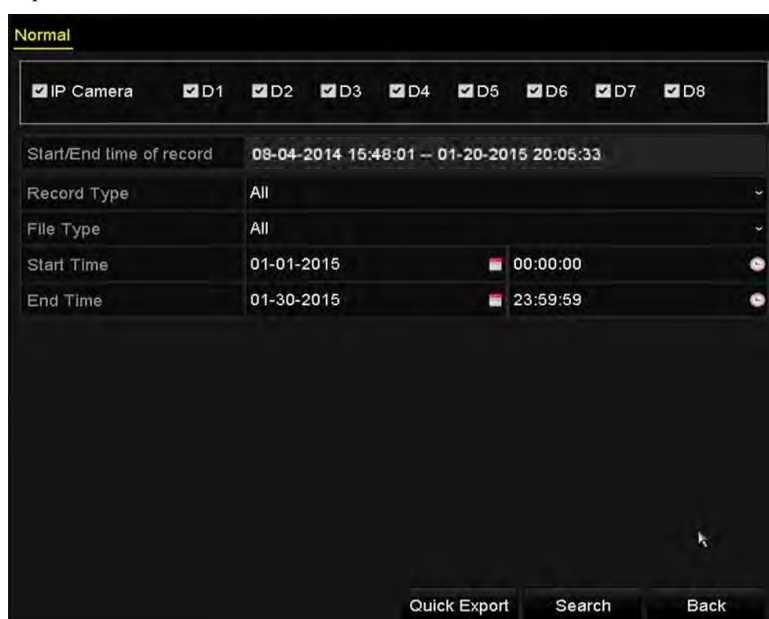 Normal
IP Camera D1 D2 D3 D4 D5 D6 D7 D8
Start/End time of record 08-04-2014 15:48:01 -- 01-20-2015 20:05:33
Record Type All
File Type All
Start Time 01-01-2015 00:00:00
End Time 01-30-2015 23:59:59
Quick Export Search Back